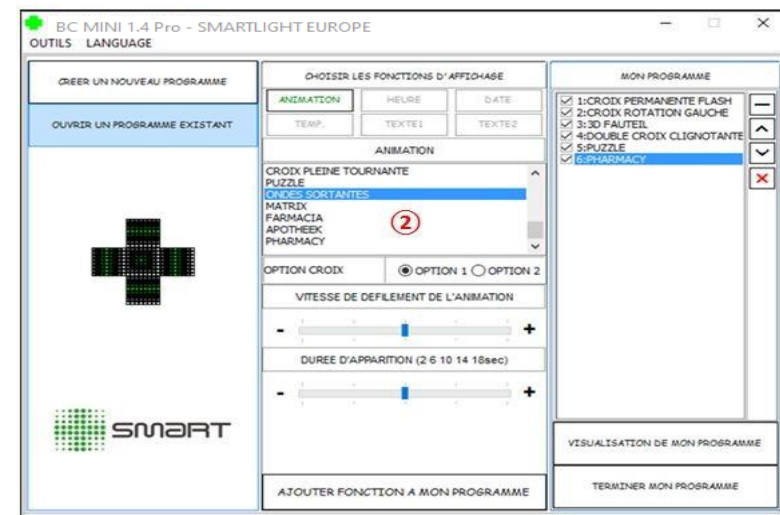 BC MINI 1.4 Pro - SMARTLIGHT EUROPE
OUTILS LANGUAGE
CREER UN NOUVEAU PROGRAMME
OUVRIR UN PROGRAMME EXISTANT
SMART
CHOISIR LES FONCTIONS D'AFFICHAGE
ANIMATION HEURE DATE
TEMP. TEXTE1 TEXTE2
ANIMATION
CROIX PLEINE TOURNANTE
PUZZLE
ONDES SORTANTES
MATRIX
FARMACIA
APOTHEEK
PHARMACY
②
OPTION CROIX OPTION 1 OPTION 2
VITESSE DE DEFILEMENT DE L'ANIMATION
- +
DUREE D'APPARITION (2 6 10 14 18sec)
- +
AJOUTER FONCTION A MON PROGRAMME
MON PROGRAMME
1:CROIX PERMANENTE FLASH
2:CROIX ROTATION GAUCHE
3:3D FAUTEIL
4:DOUBLE CROIX CLIGNOTANTE
5:PUZZLE
6:PHARMACY
VISUALISATION DE MON PROGRAMME
TERMINER MON PROGRAMME